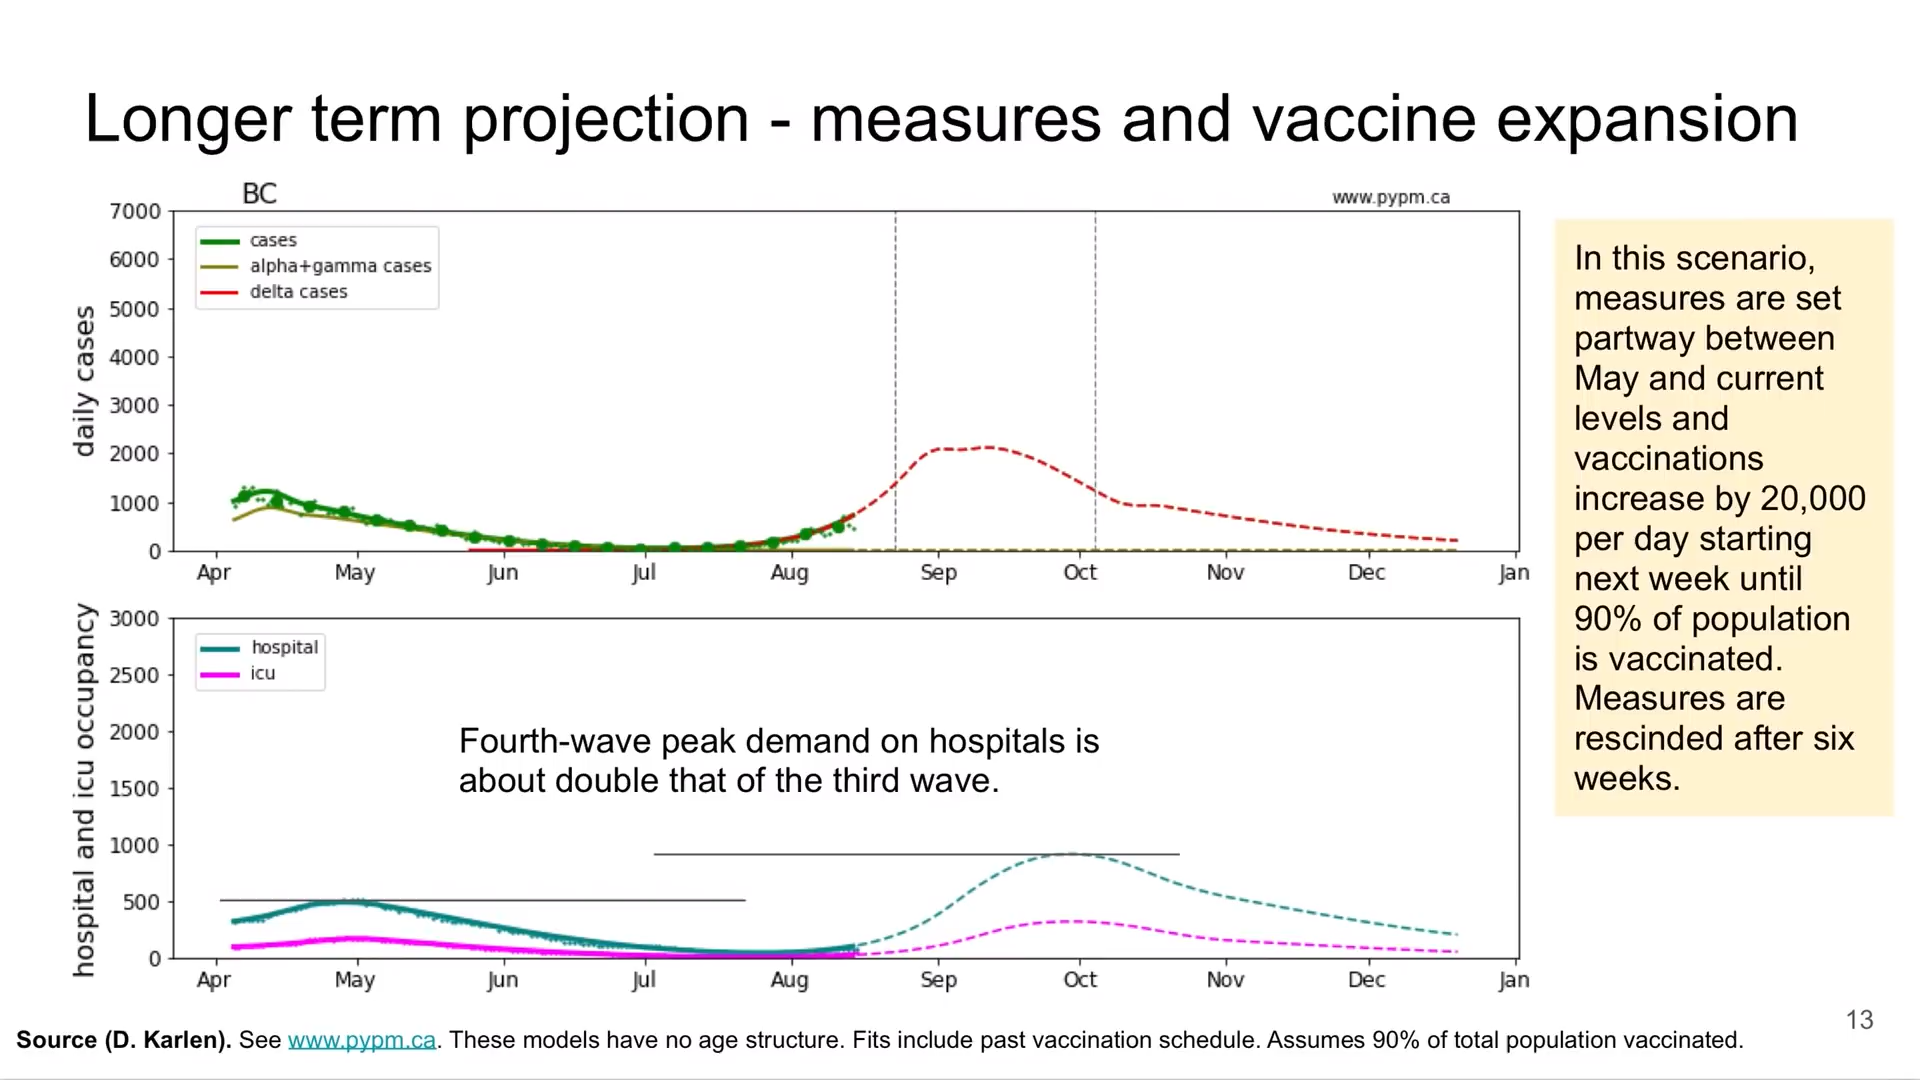 Longer term projection - measures and vaccine expansion
BC
www.pypm.ca
daily cases
7000
6000
5000
4000
3000
2000
1000
0
cases
alpha+gamma cases
delta cases
Apr May Jun Jul Aug Sep Oct Nov Dec Jan
hospital and icu occupancy
3000
2500
2000
1500
1000
500
0
hospital
icu
Fourth-wave peak demand on hospitals is
about double that of the third wave.
Apr May Jun Jul Aug Sep Oct Nov Dec Jan
In this scenario,
measures are set
partway between
May and current
levels and
vaccinations
increase by 20,000
per day starting
next week until
90% of population
is vaccinated.
Measures are
rescinded after six
weeks.
Source (D. Karlen). See www.pypm.ca. These models have no age structure. Fits include past vaccination schedule. Assumes 90% of total population vaccinated.
13